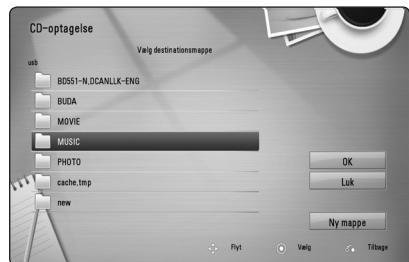 CD-optagelse
Vælg destinationsmappe
usb
BD551-N,DCANLLK-ENG
BUDA
MOVIE
MUSIC
PHOTO
cache,tmp
new
OK
Luk
Ny mappe
Flyt Vælg Tilbage